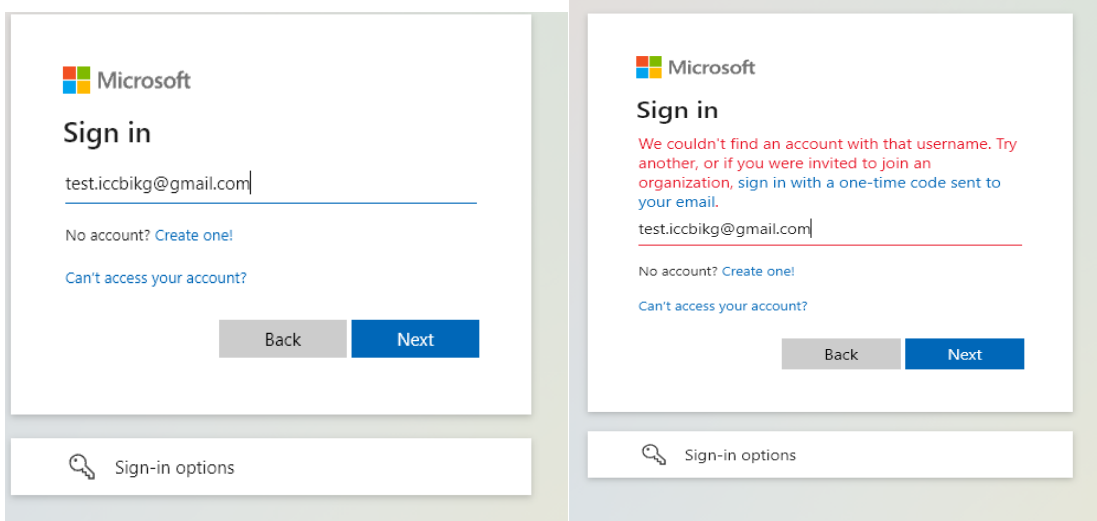 Microsoft
Sign in
test.iccbikg@gmail.com
No account? Create one!
Can't access your account?
Back
Next
Sign-in options
Microsoft
Sign in
We couldn't find an account with that username. Try
another, or if you were invited to join an
organization, sign in with a one-time code sent to
your email.
test.iccbikg@gmail.com
No account? Create one!
Can't access your account?
Back
Next
Sign-in options